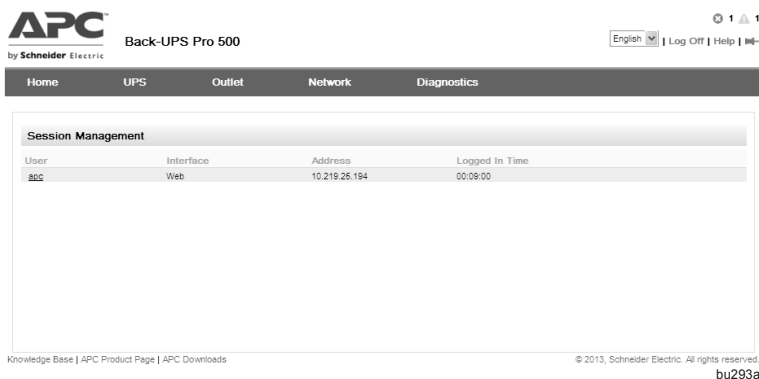 APC™
by Schneider Electric
Back-UPS Pro 500
1 1
English | Log Off | Help |
Home UPS Outlet Network Diagnostics
Session Management
User Interface Address Logged In Time
apc Web 10.219.25.194 00:09:00
Knowledge Base | APC Product Page | APC Downloads © 2013, Schneider Electric. All rights reserved.
bu293a